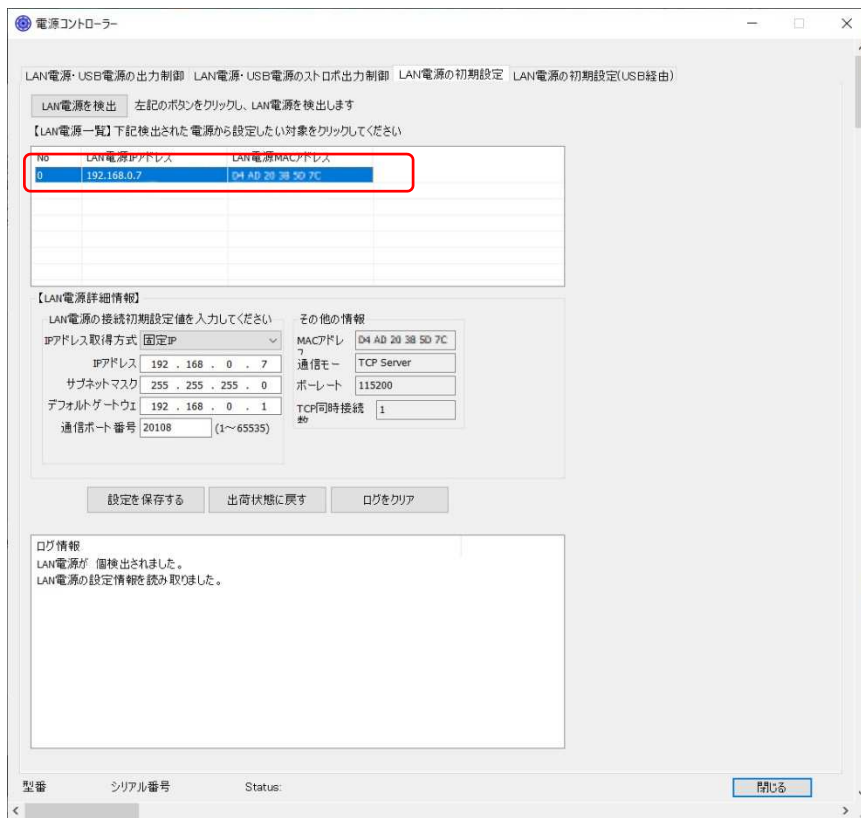 電源コントローラー
LAN電源・USB電源の出力制御 LAN電源・USB電源のストロボ出力制御 LAN電源の初期設定 LAN電源の初期設定(USB経由)
LAN電源を検出 左記のボタンをクリックし、LAN電源を検出します
【LAN電源一覧】下記検出された電源から設定したい対象をクリックしてください
No LAN電源IPアドレス LAN電源MACアドレス
0 192.168.0.7 D4 AD 20 38 5D 7C
【LAN電源詳細情報】
LAN電源の接続初期設定値を入力してください その他の情報
IPアドレス取得方式 固定IP MACアドレ D4 AD 20 38 5D 7C
IPアドレス 192 . 168 . 0 . 7 通信モー TCP Server
サブネットマスク 255 . 255 . 255 . 0 ボーレート 115200
デフォルトゲートウェ 192 . 168 . 0 . 1 TCP同時接続 1
通信ポート番号 20108 (1～65535)
設定を保存する 出荷状態に戻す ログをクリア
ログ情報
LAN電源が 個検出されました。
LAN電源の設定情報を読み取りました。
型番 シリアル番号 Status: 閉じる